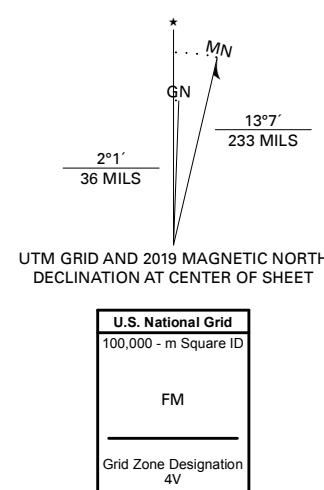 ★
MN
GN
13°7´
233 MILS
2°1´
36 MILS
UTM GRID AND 2019 MAGNETIC NORTH
DECLINATION AT CENTER OF SHEET
U.S. National Grid
100,000 - m Square ID
FM
Grid Zone Designation
4V